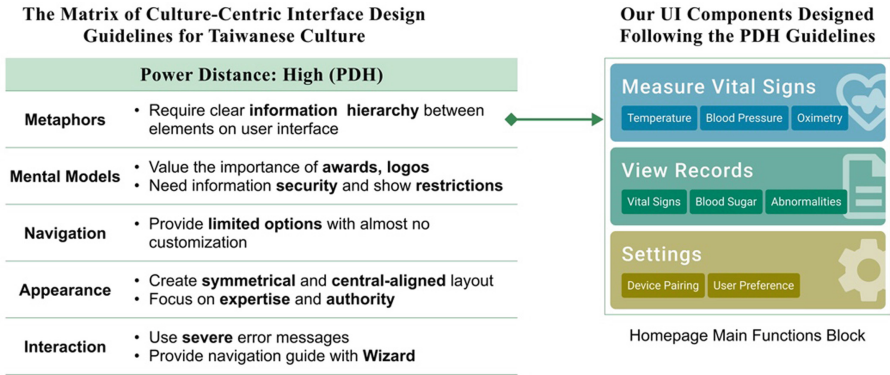 The Matrix of Culture-Centric Interface Design
Guidelines for Taiwanese Culture
Power Distance: High (PDH)
Metaphors
• Require clear information hierarchy between
elements on user interface
Mental Models
• Value the importance of awards, logos
• Need information security and show restrictions
Navigation
• Provide limited options with almost no
customization
Appearance
• Create symmetrical and central-aligned layout
• Focus on expertise and authority
Interaction
• Use severe error messages
• Provide navigation guide with Wizard
Our UI Components Designed
Following the PDH Guidelines
Measure Vital Signs
Temperature Blood Pressure Oximetry
View Records
Vital Signs Blood Sugar Abnormalities
Settings
Device Pairing User Preference
Homepage Main Functions Block